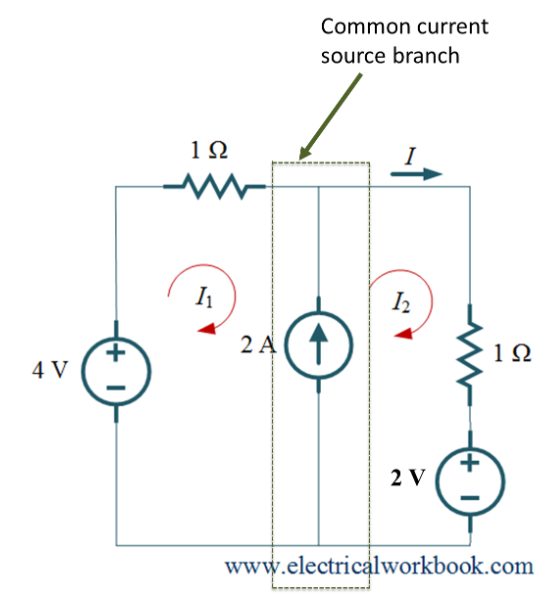 Common current
source branch
1 Ω
I
I₁
I₂
2 A
1 Ω
4 V
2 V
www.electricalworkbook.com